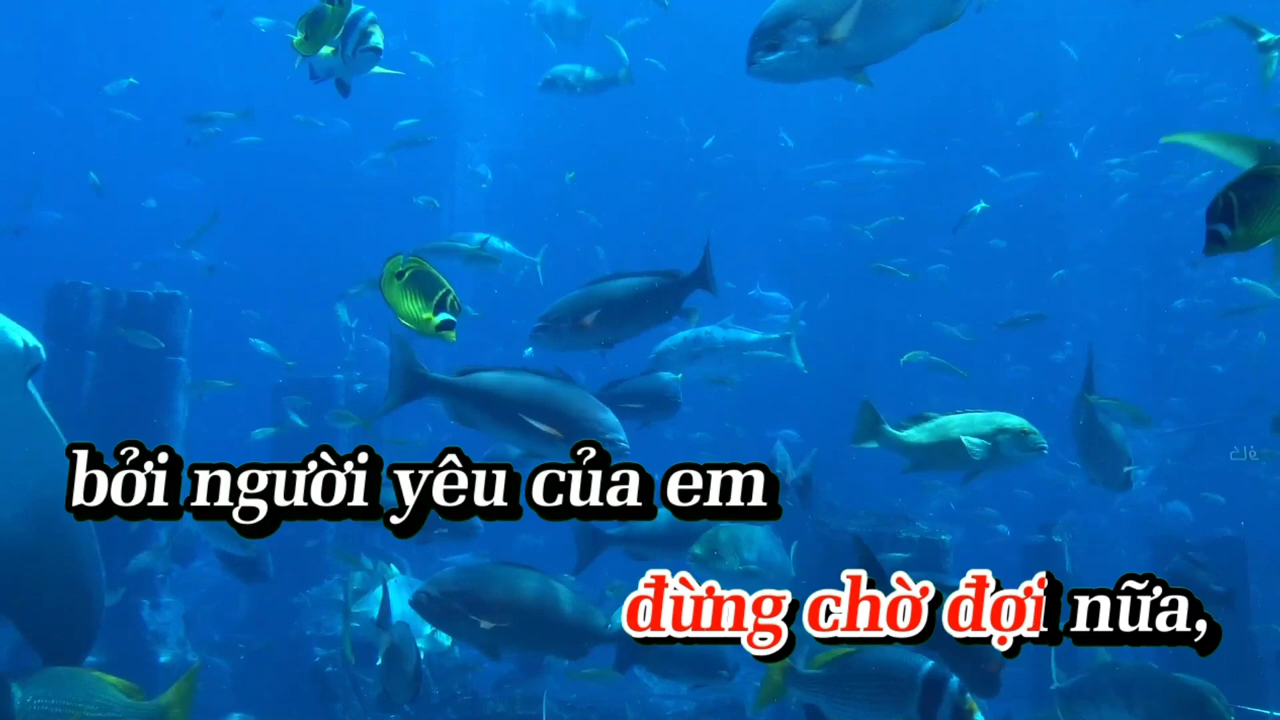 bởi người yêu của em
đừng chờ đợi nữa,